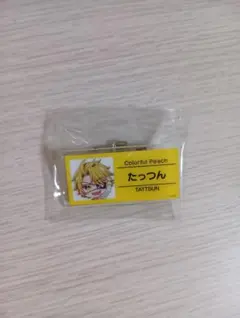 Colorful Peach
たっつん
TATTSUN